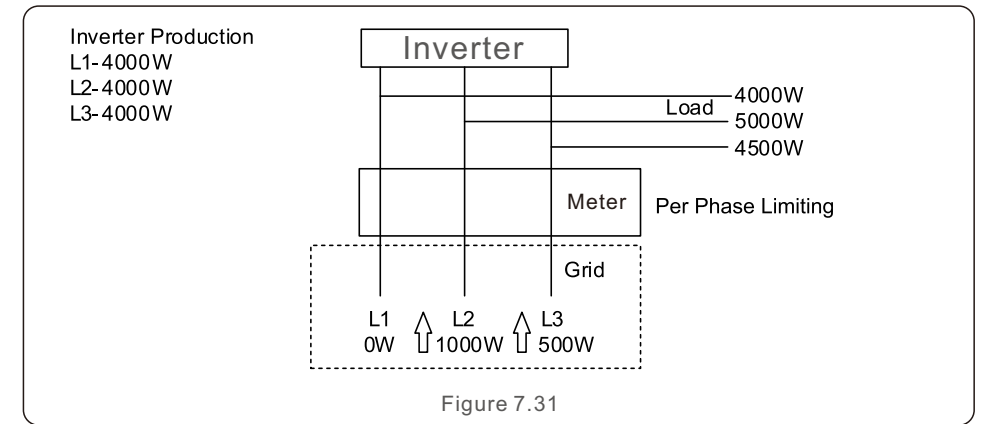 Inverter Production
L1-4000W
L2-4000W
L3-4000W
Inverter
Load
4000W
5000W
4500W
Meter
Per Phase Limiting
Grid
L1 L2 L3
0W 1000W 500W
Figure 7.31